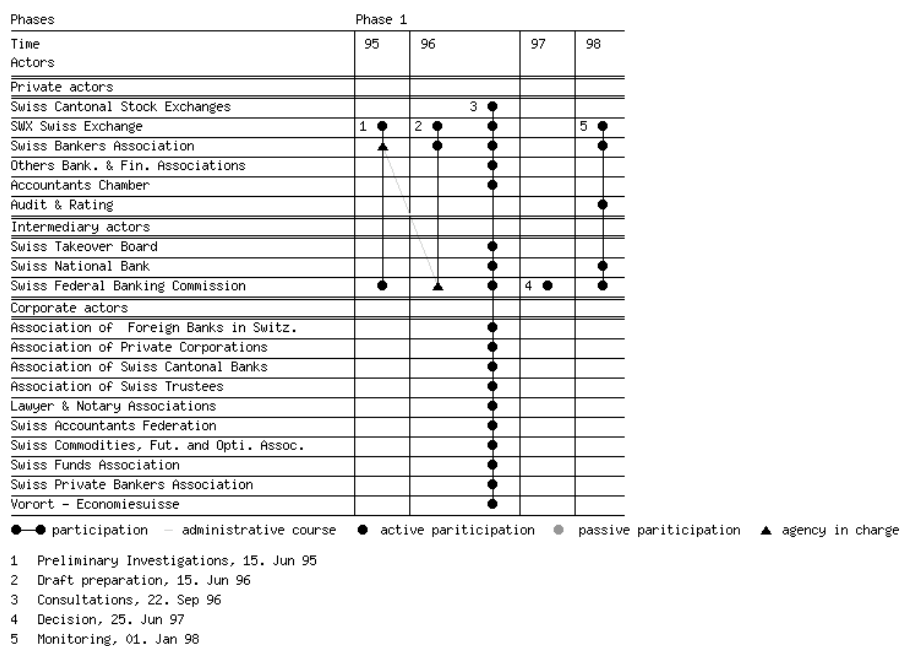 Phases Phase 1
Time 95 96 97 98
Actors
Private actors
Swiss Cantonal Stock Exchanges 3
SWX Swiss Exchange 1 2 5
Swiss Bankers Association
Others Bank. & Fin. Associations
Accountants Chamber
Audit & Rating
Intermediary actors
Swiss Takeover Board
Swiss National Bank
Swiss Federal Banking Commission 4
Corporate actors
Association of Foreign Banks in Switz.
Association of Private Corporations
Association of Swiss Cantonal Banks
Association of Swiss Trustees
Lawyer & Notary Associations
Swiss Accountants Federation
Swiss Commodities, Fut. and Opti. Assoc.
Swiss Funds Association
Swiss Private Bankers Association
Vorort - Economiesuisse
participation administrative course active pariticipation passive pariticipation agency in charge
1 Preliminary Investigations, 15. Jun 95
2 Draft preparation, 15. Jun 96
3 Consultations, 22. Sep 96
4 Decision, 25. Jun 97
5 Monitoring, 01. Jan 98